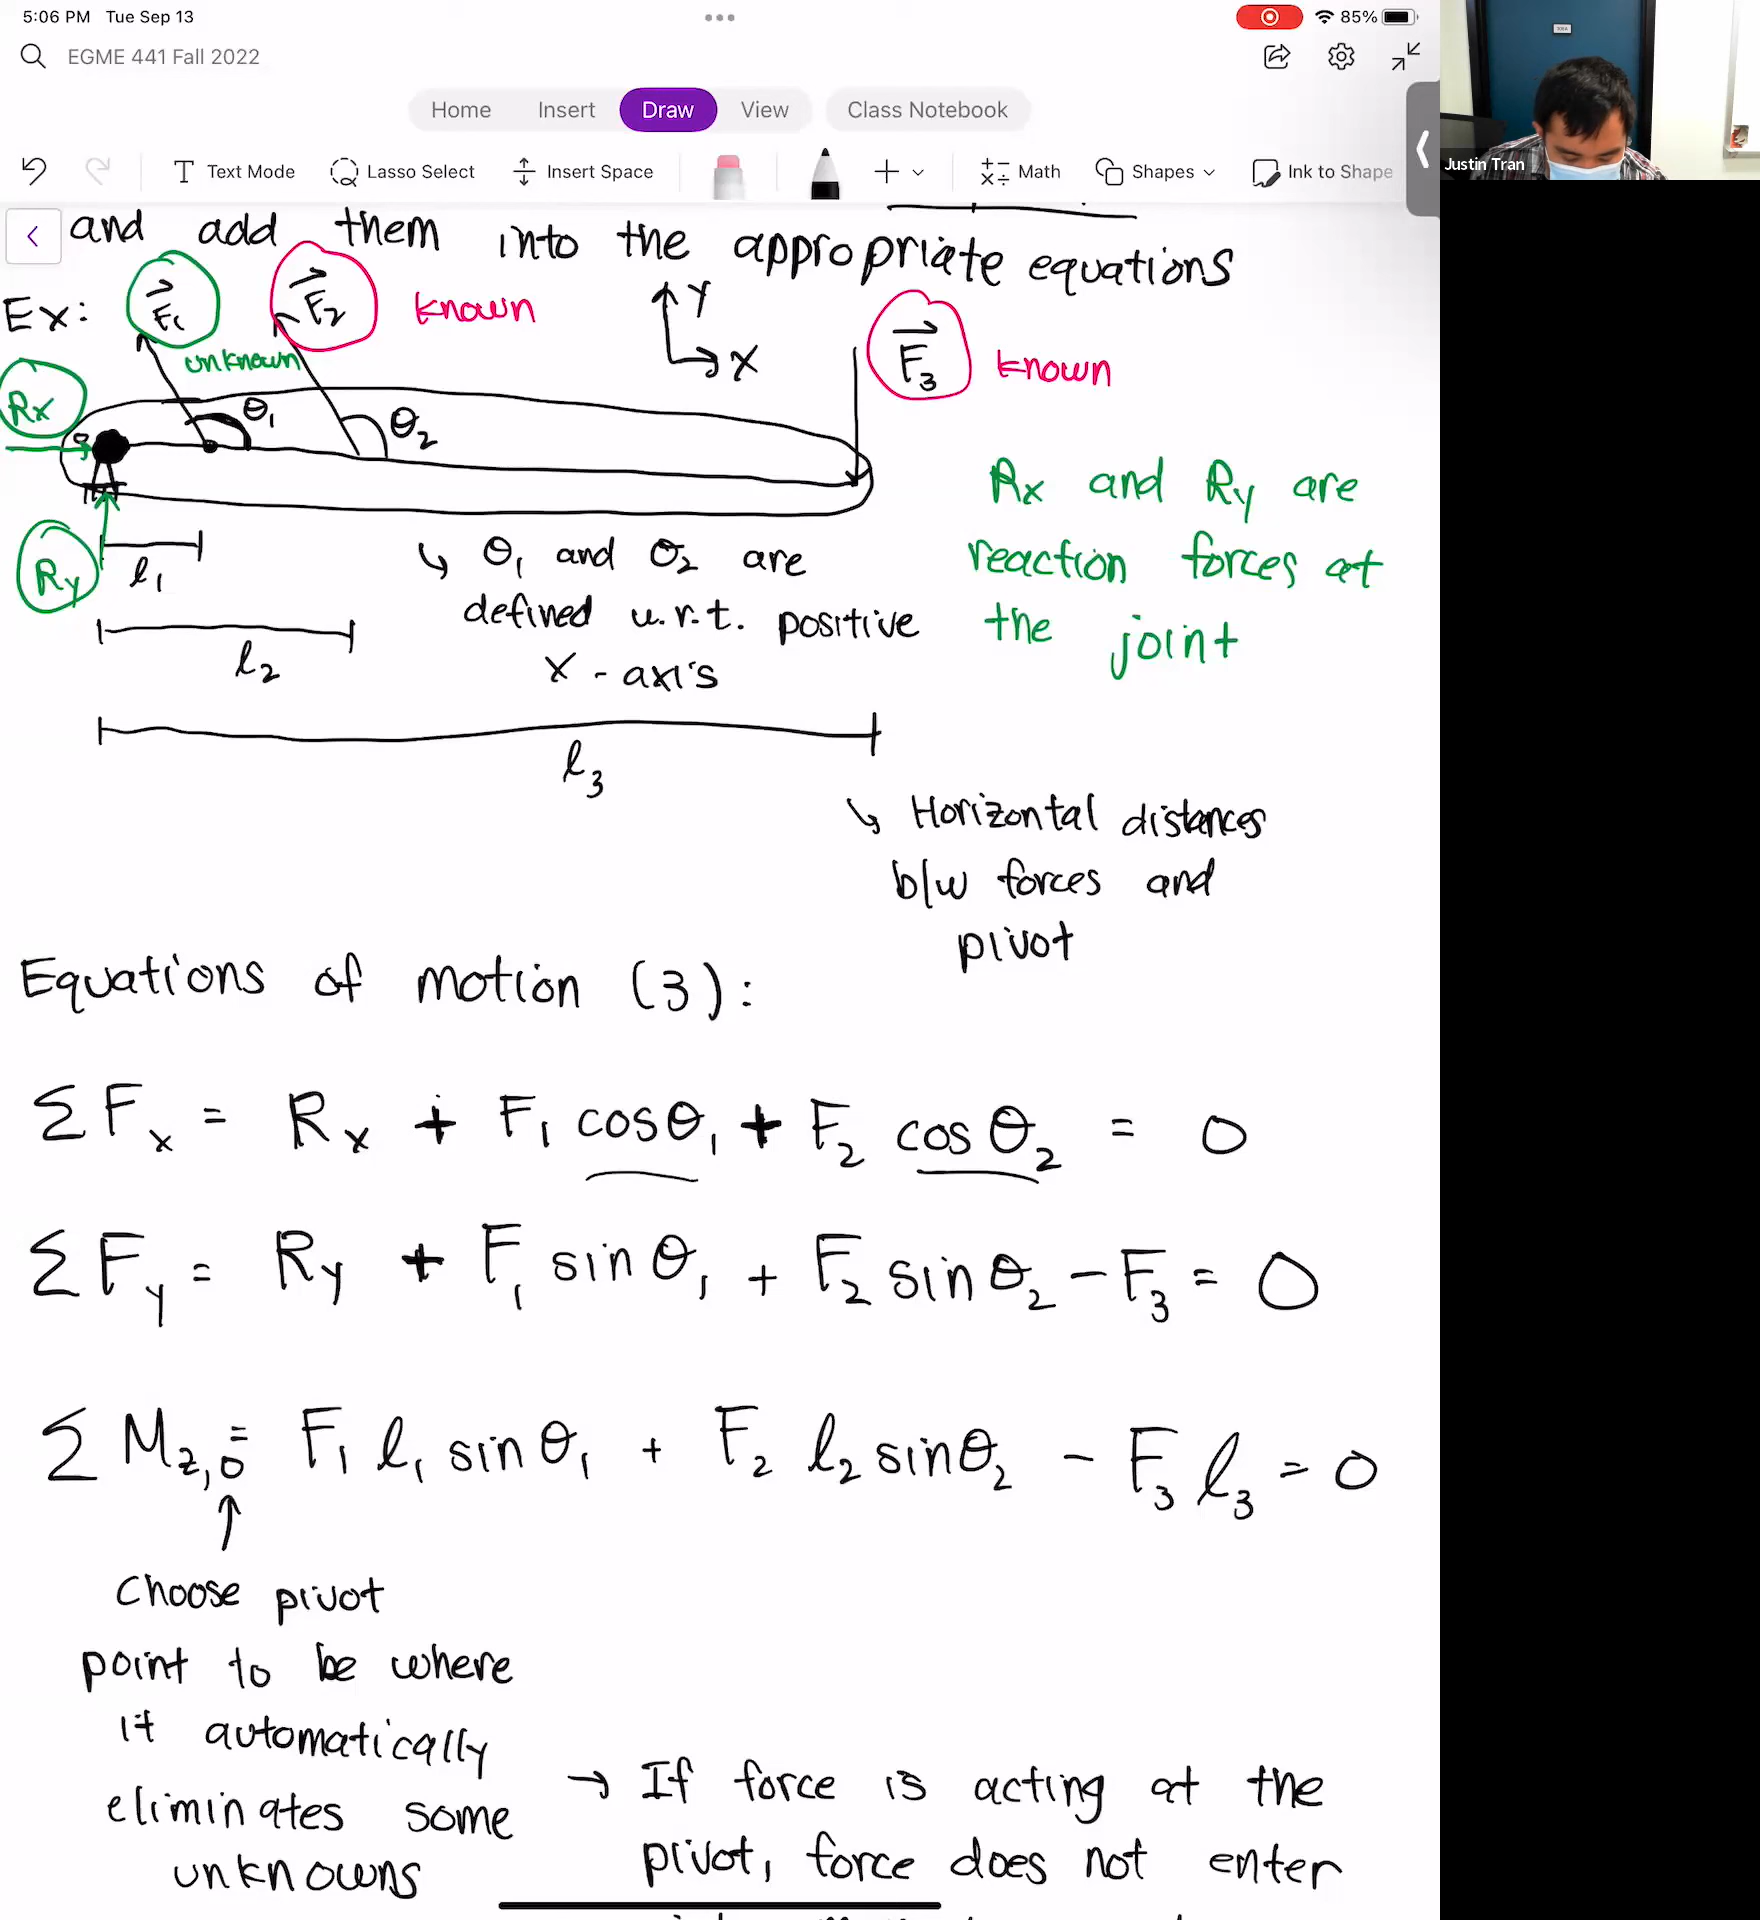 5:06 PM Tue Sep 13
85%
EGME 441 Fall 2022
Home Insert Draw View Class Notebook
Text Mode Lasso Select Insert Space Math Shapes Ink to Shape
Justin Tran
and add them into the appropriate equations
Ex: F₁ F₂ known
Y
X
unknown
F₃ known
Rx
θ₁ θ₂
Ry
l₁
l₂
l₃
↳ θ₁ and θ₂ are
defined w.r.t. positive
X - axis
Rx and Ry are
reaction forces at
the joint
↳ Horizontal distances
b/w forces and
pivot
Equations of motion (3):
ΣFx = Rx + F₁ cosθ₁ + F₂ cosθ₂ = 0
ΣFy = Ry + F₁ sinθ₁ + F₂ sinθ₂ - F₃ = 0
ΣMz,o = F₁ l₁ sinθ₁ + F₂ l₂ sinθ₂ - F₃ l₃ = 0
↑
Choose pivot
point to be where
it automatically
eliminates some
unknowns
→ If force is acting at the
pivot, force does not enter